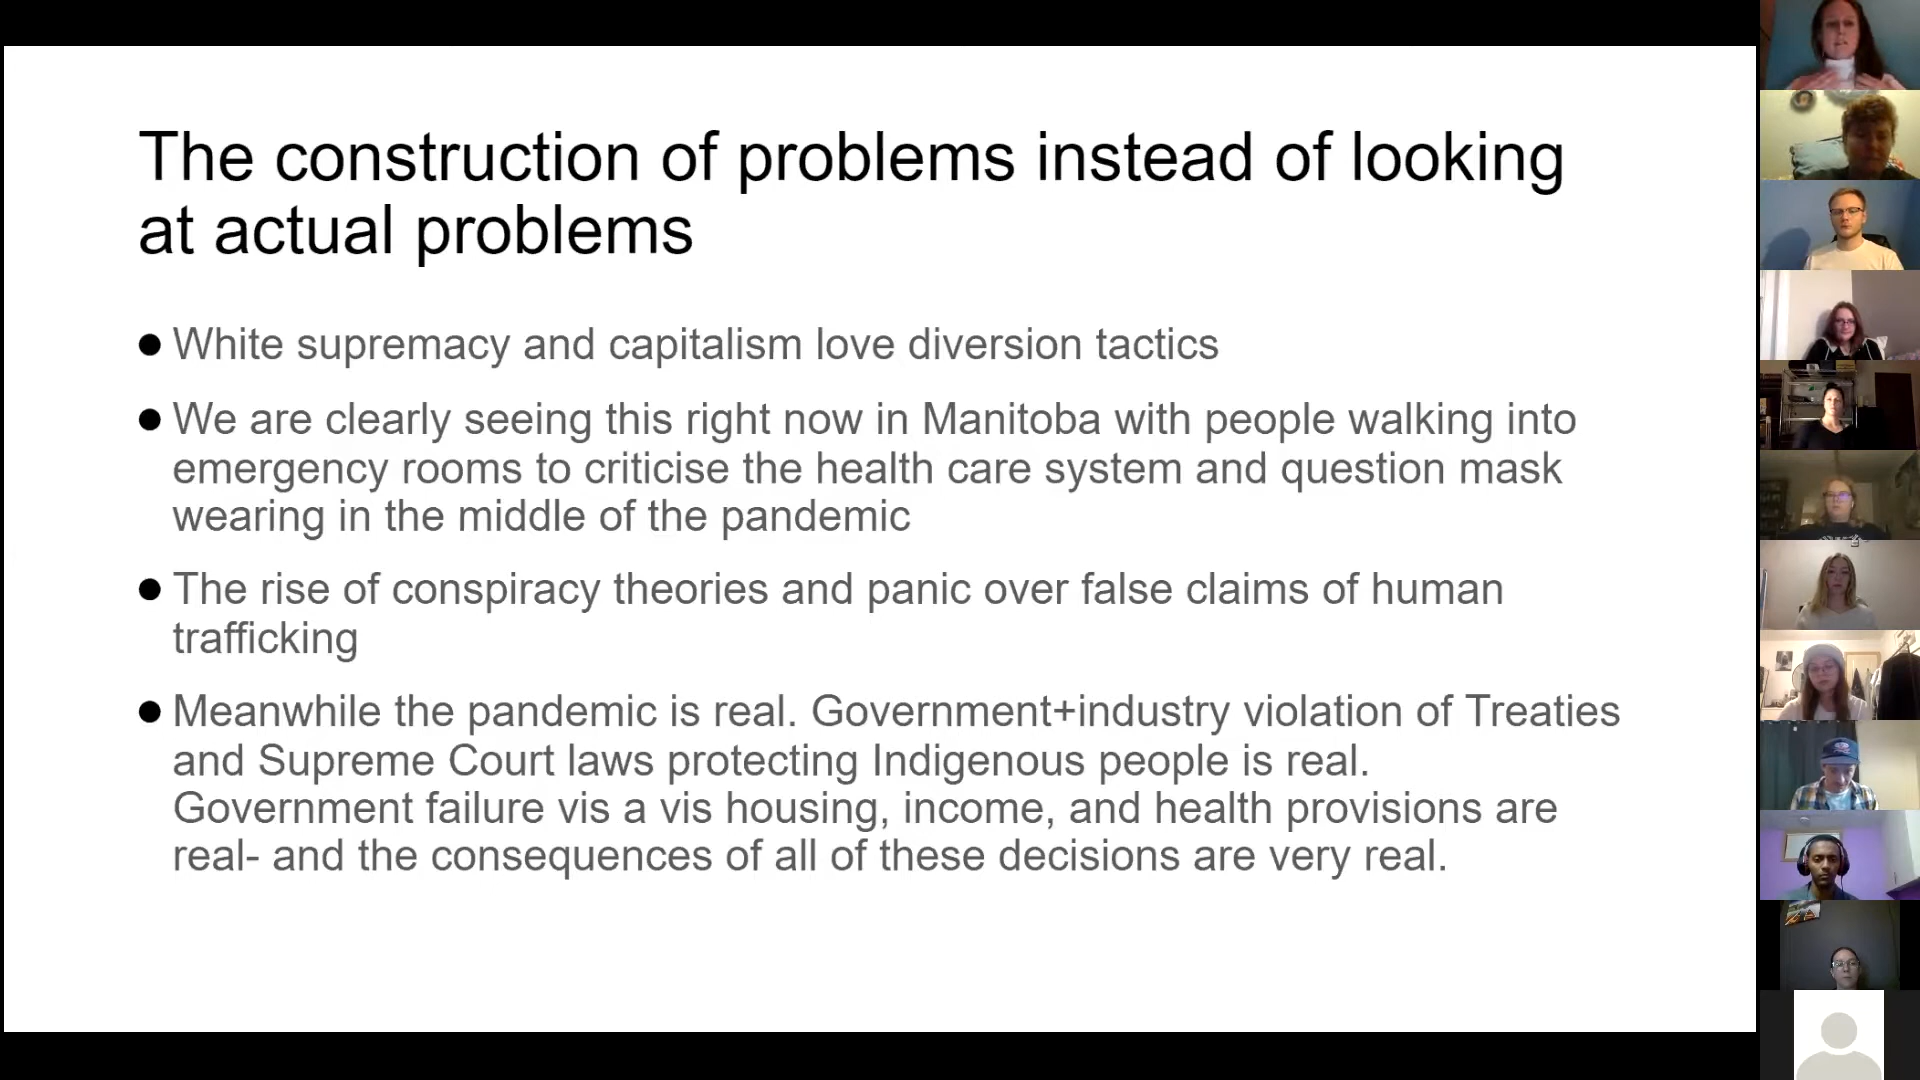 The construction of problems instead of looking
at actual problems
● White supremacy and capitalism love diversion tactics
● We are clearly seeing this right now in Manitoba with people walking into
emergency rooms to criticise the health care system and question mask
wearing in the middle of the pandemic
● The rise of conspiracy theories and panic over false claims of human
trafficking
● Meanwhile the pandemic is real. Government+industry violation of Treaties
and Supreme Court laws protecting Indigenous people is real.
Government failure vis a vis housing, income, and health provisions are
real- and the consequences of all of these decisions are very real.